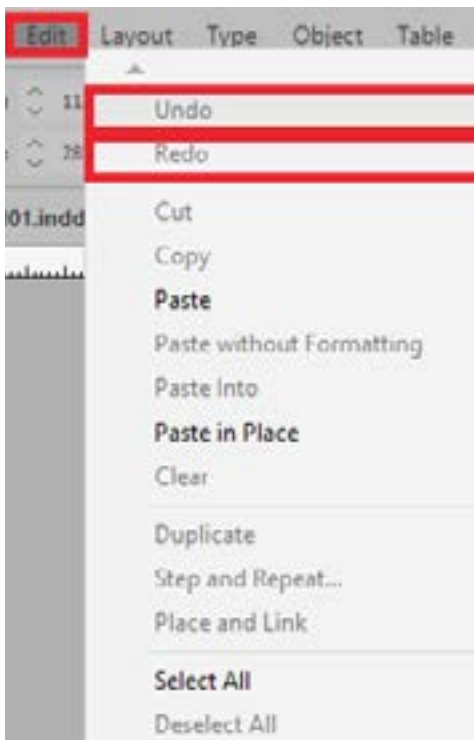 Edit Layout Type Object Table
11
Undo
28
Redo
01.indd
Cut
Copy
Paste
Paste without Formatting
Paste Into
Paste in Place
Clear
Duplicate
Step and Repeat...
Place and Link
Select All
Deselect All